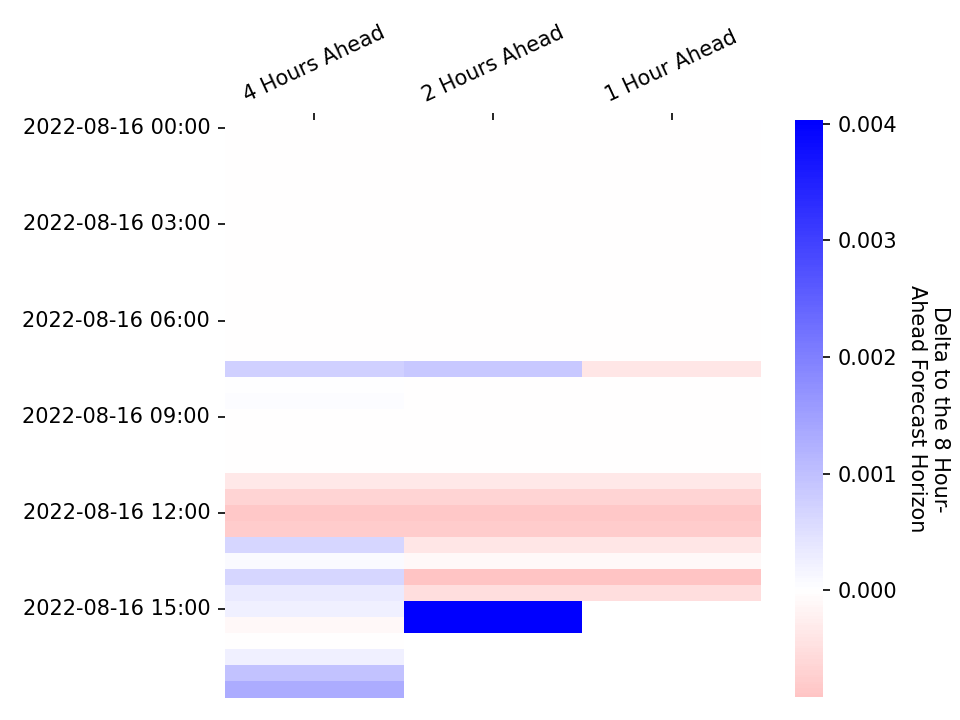 4 Hours Ahead
2 Hours Ahead
1 Hour Ahead
2022-08-16 00:00
2022-08-16 03:00
2022-08-16 06:00
2022-08-16 09:00
2022-08-16 12:00
2022-08-16 15:00
0.004
0.003
0.002
0.001
0.000
Delta to the 8 Hour-
Ahead Forecast Horizon